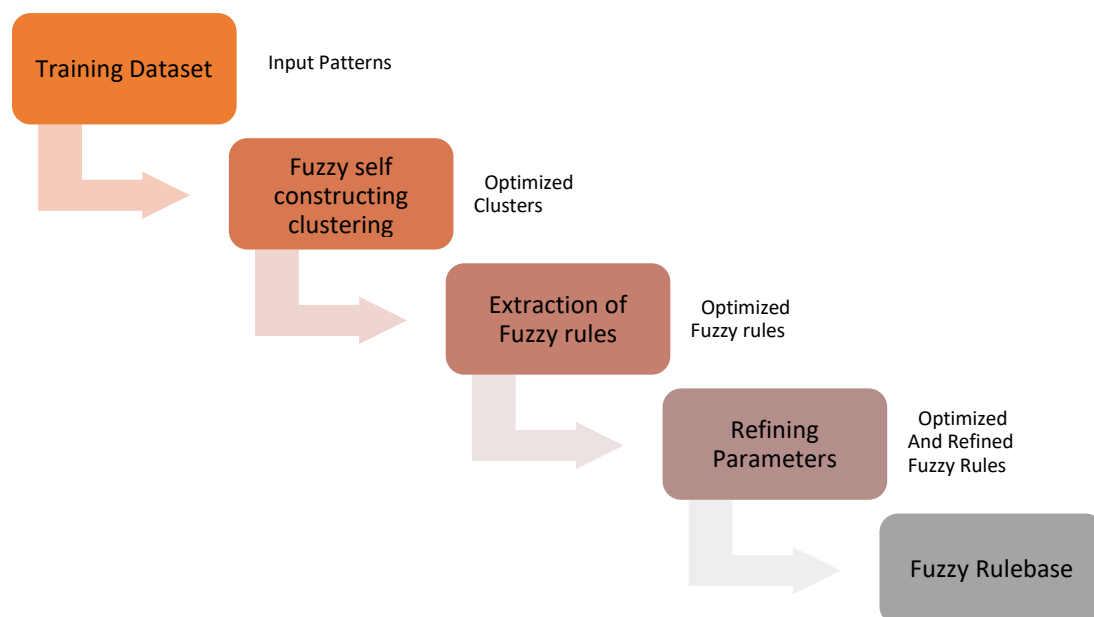 Training Dataset
Input Patterns
Fuzzy self
constructing
clustering
Optimized
Clusters
Extraction of
Fuzzy rules
Optimized
Fuzzy rules
Refining
Parameters
Optimized
And Refined
Fuzzy Rules
Fuzzy Rulebase